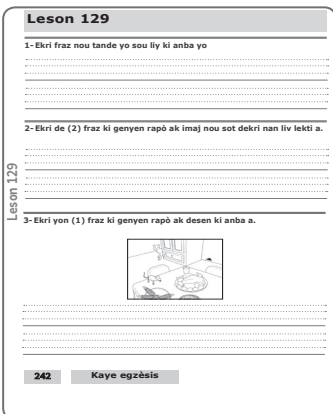 Leson 129
1- Ekri fraz nou tande yo sou liy ki anba yo
2- Ekri de (2) fraz ki genyen rapò ak imaj nou sot dekri nan liv lekti a.
Leson 129
3- Ekri yon (1) fraz ki genyen rapò ak desen ki anba a.
242
Kaye egzèsis